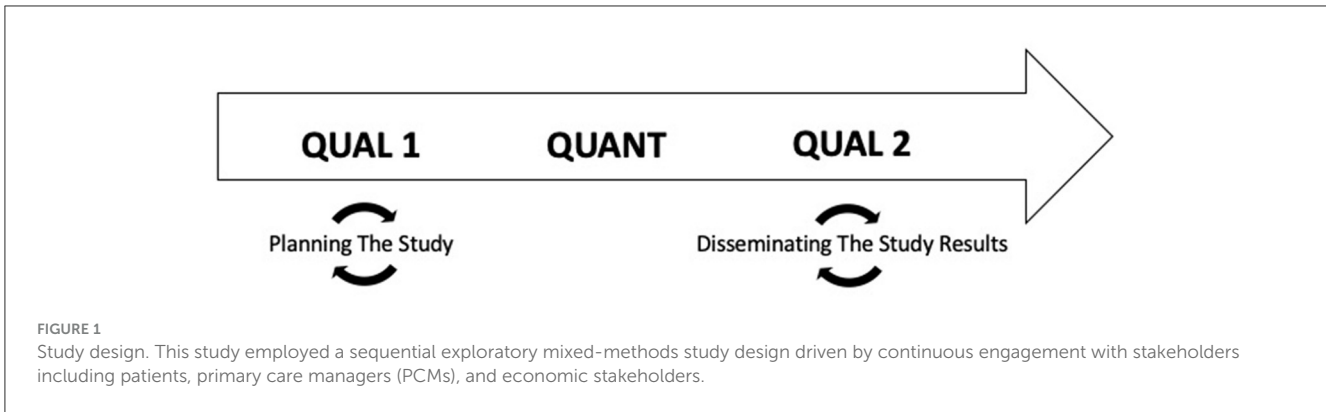 QUAL 1 QUANT QUAL 2
Planning The Study Disseminating The Study Results
FIGURE 1
Study design. This study employed a sequential exploratory mixed-methods study design driven by continuous engagement with stakeholders
including patients, primary care managers (PCMs), and economic stakeholders.